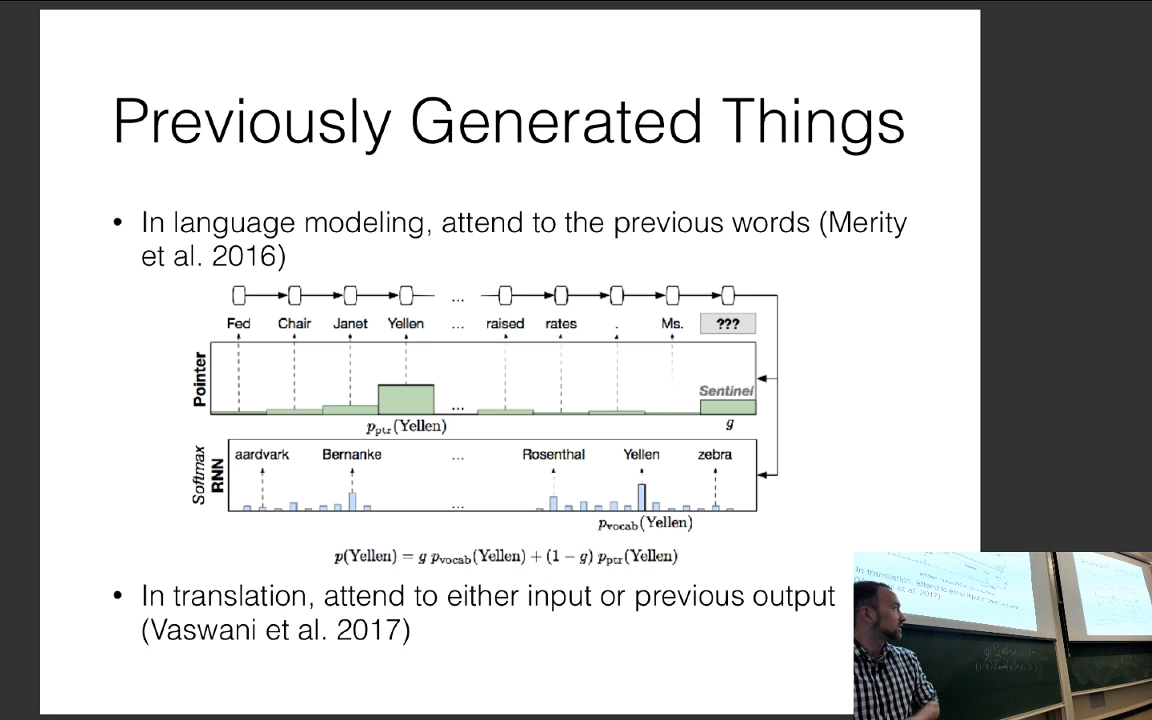 Previously Generated Things
• In language modeling, attend to the previous words (Merity
et al. 2016)
...
Fed Chair Janet Yellen ... raised rates . Ms. ???
Pointer
Sentinel
...
p_ptr(Yellen) g
Softmax
RNN
aardvark Bernanke ... Rosenthal Yellen zebra
...
p_vocab(Yellen)
p(Yellen) = g p_vocab(Yellen) + (1 − g) p_ptr(Yellen)
• In translation, attend to either input or previous output
(Vaswani et al. 2017)